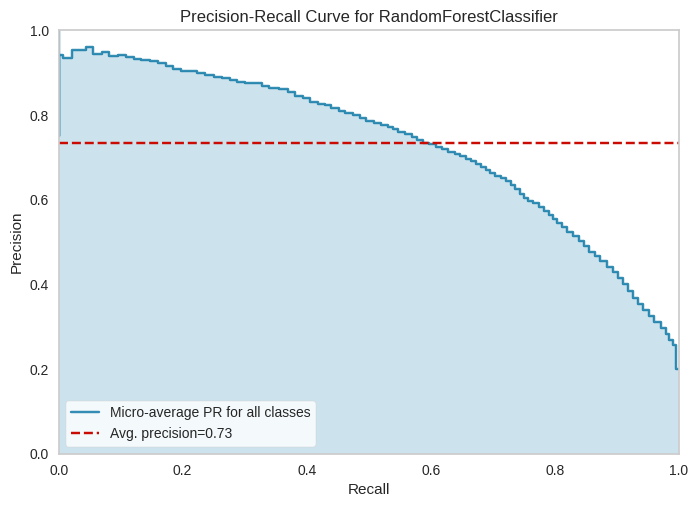 Precision-Recall Curve for RandomForestClassifier
1.0
0.8
0.6
0.4
0.2
0.0
Precision
Micro-average PR for all classes
Avg. precision=0.73
0.0 0.2 0.4 0.6 0.8 1.0
Recall